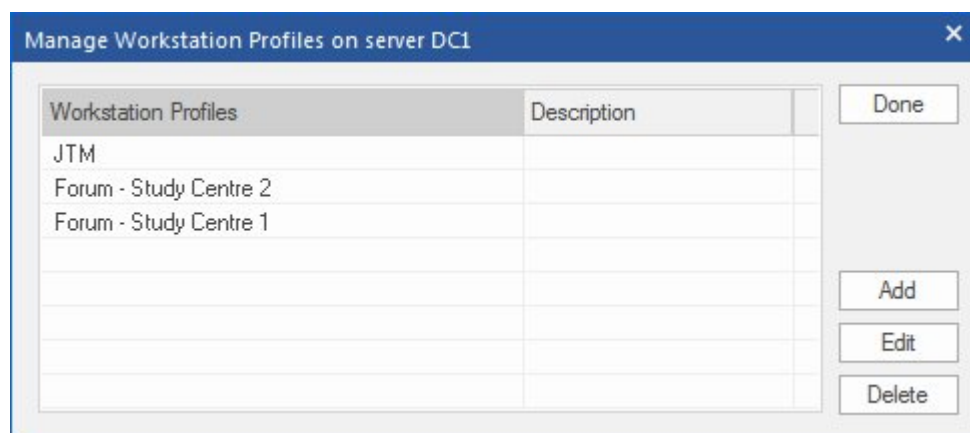 Manage Workstation Profiles on server DC1
Workstation Profiles Description Done
JTM
Forum - Study Centre 2
Forum - Study Centre 1
Add
Edit
Delete